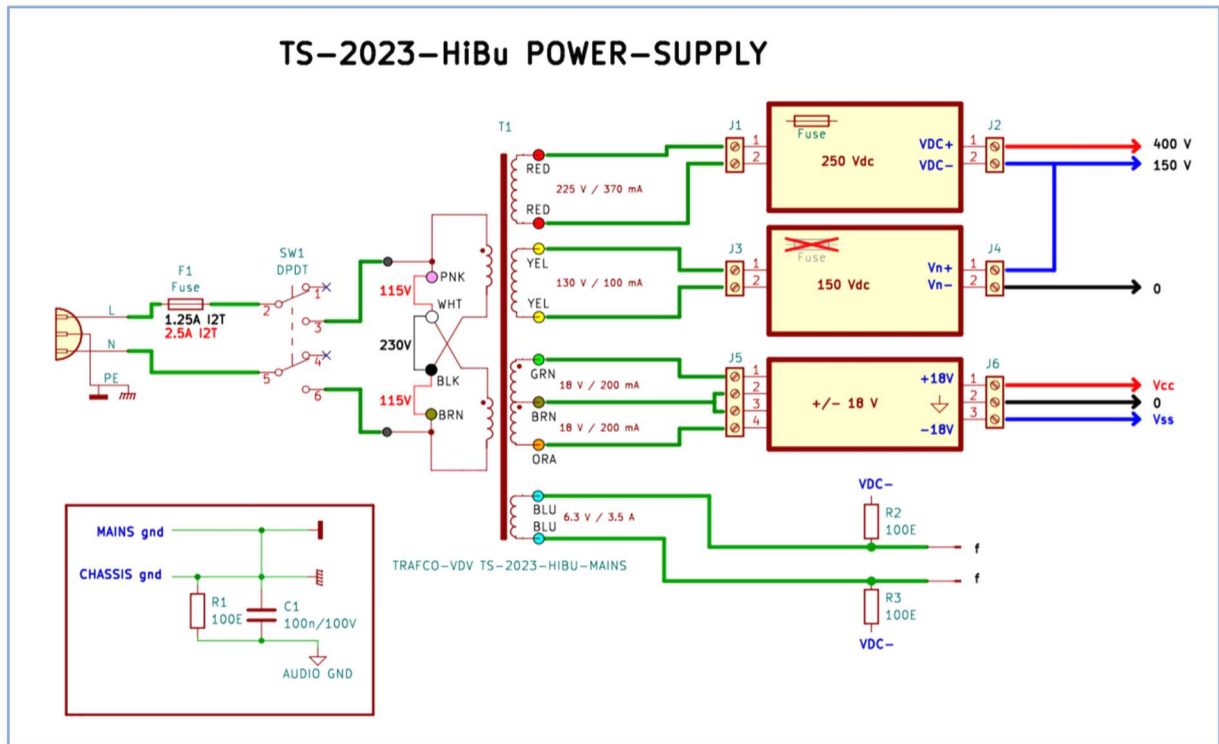 TS-2023-HiBu POWER-SUPPLY
T1
J1
1
2
Fuse
250 Vdc
VDC+
VDC-
J2
1
2
400 V
150 V
RED
225 V / 370 mA
RED
YEL
130 V / 100 mA
YEL
J3
1
2
Fuse
150 Vdc
Vn+
Vn-
J4
1
2
0
F1
Fuse
1.25A I2T
2.5A I2T
L
N
PE
SW1
DPDT
1
2
3
4
5
6
PNK
115V
WHT
230V
BLK
115V
BRN
GRN
18 V / 200 mA
BRN
18 V / 200 mA
ORA
J5
1
2
3
4
+/- 18 V
+18V
-18V
J6
1
2
3
Vcc
0
Vss
BLU
BLU
6.3 V / 3.5 A
TRAFCO-VDV TS-2023-HIBU-MAINS
VDC-
R2
100E
f
f
R3
100E
VDC-
MAINS gnd
CHASSIS gnd
R1
100E
C1
100n/100V
AUDIO GND